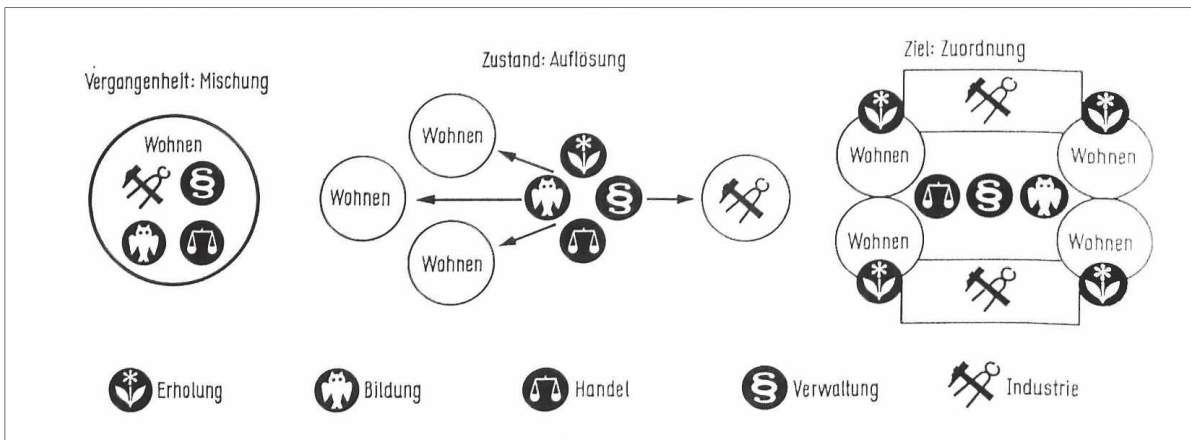 Vergangenheit: Mischung
Wohnen
§
Zustand: Auflösung
Wohnen
Wohnen
Wohnen
§
Ziel: Zuordnung
Wohnen
Wohnen
§
Wohnen
Wohnen
Erholung
Bildung
Handel
§ Verwaltung
Industrie